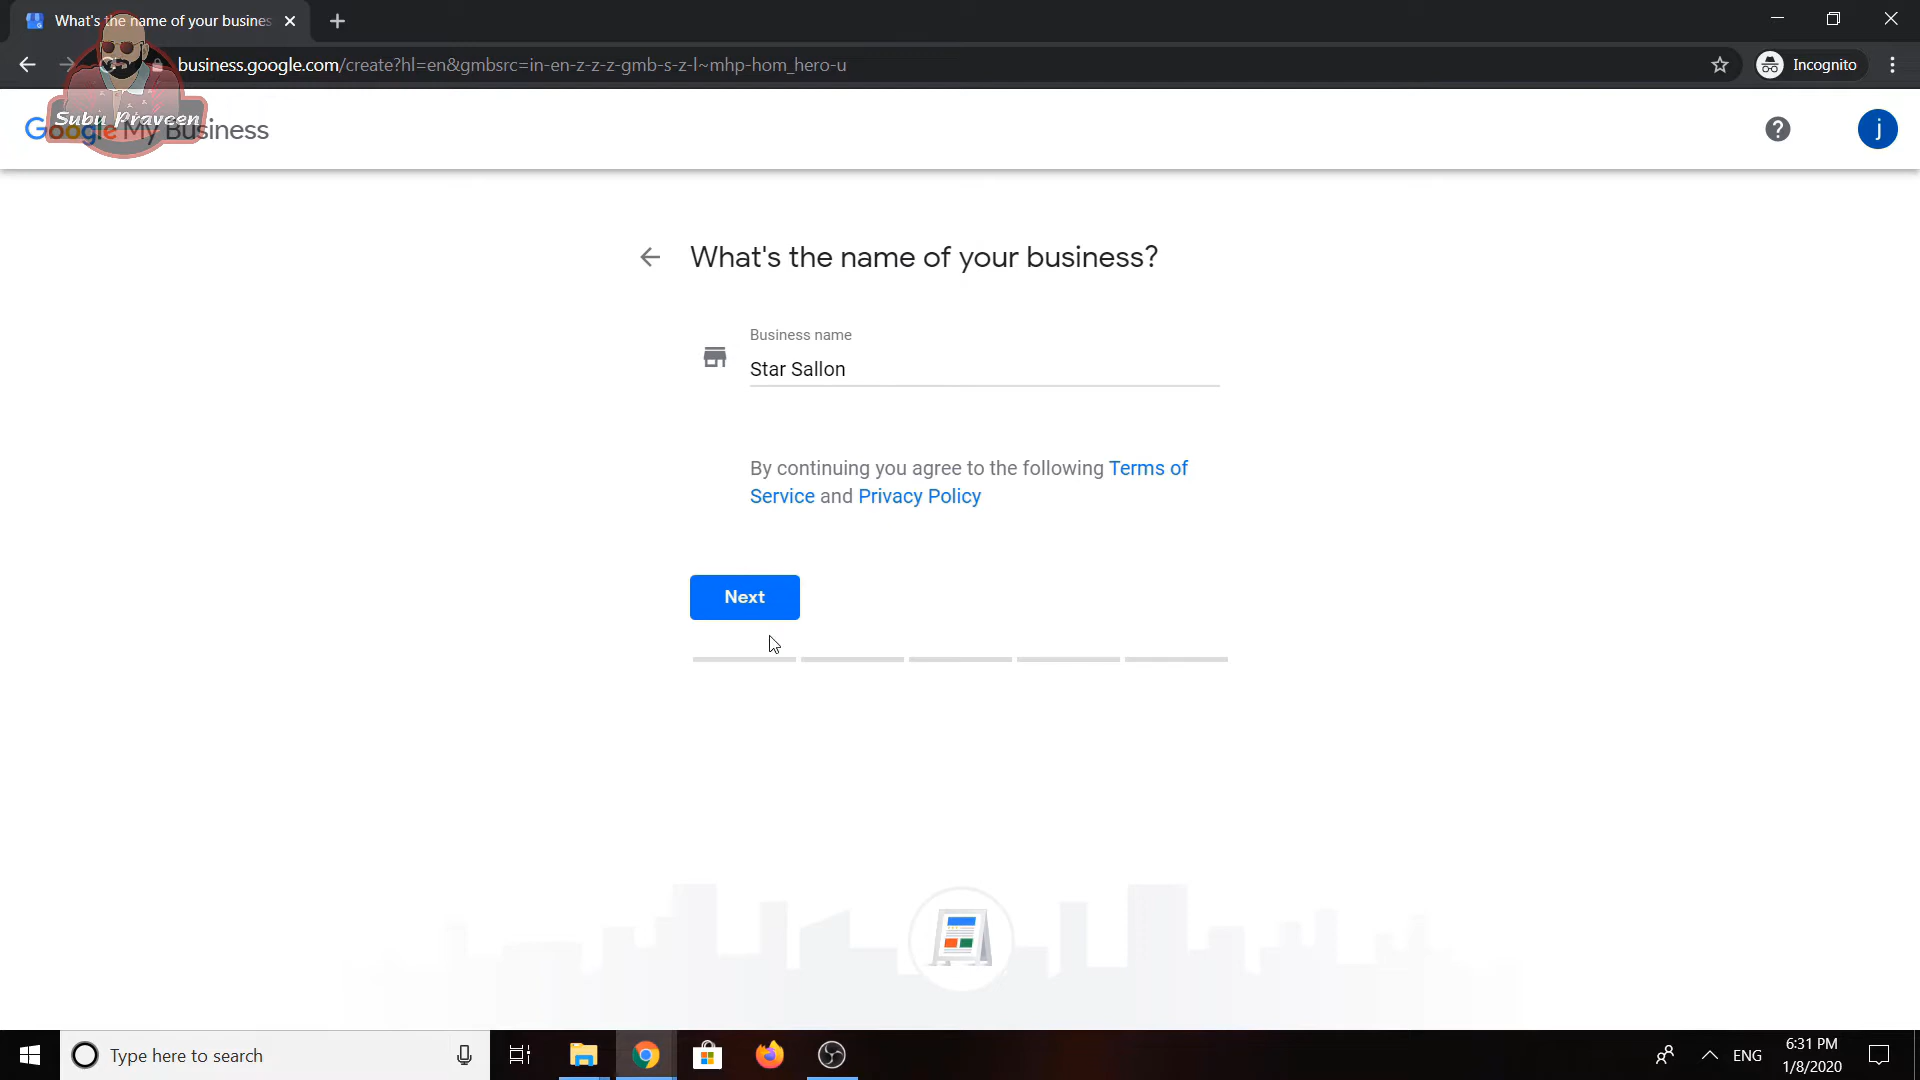 What's the name of your busines
business.google.com/create?hl=en&gmbsrc=in-en-z-z-z-gmb-s-z-l~mhp-hom_hero-u
Incognito
Subu Praveen
Google My Business
j
What's the name of your business?
Business name
Star Sallon
By continuing you agree to the following Terms of
Service and Privacy Policy
Next
Type here to search
ENG
6:31 PM
1/8/2020